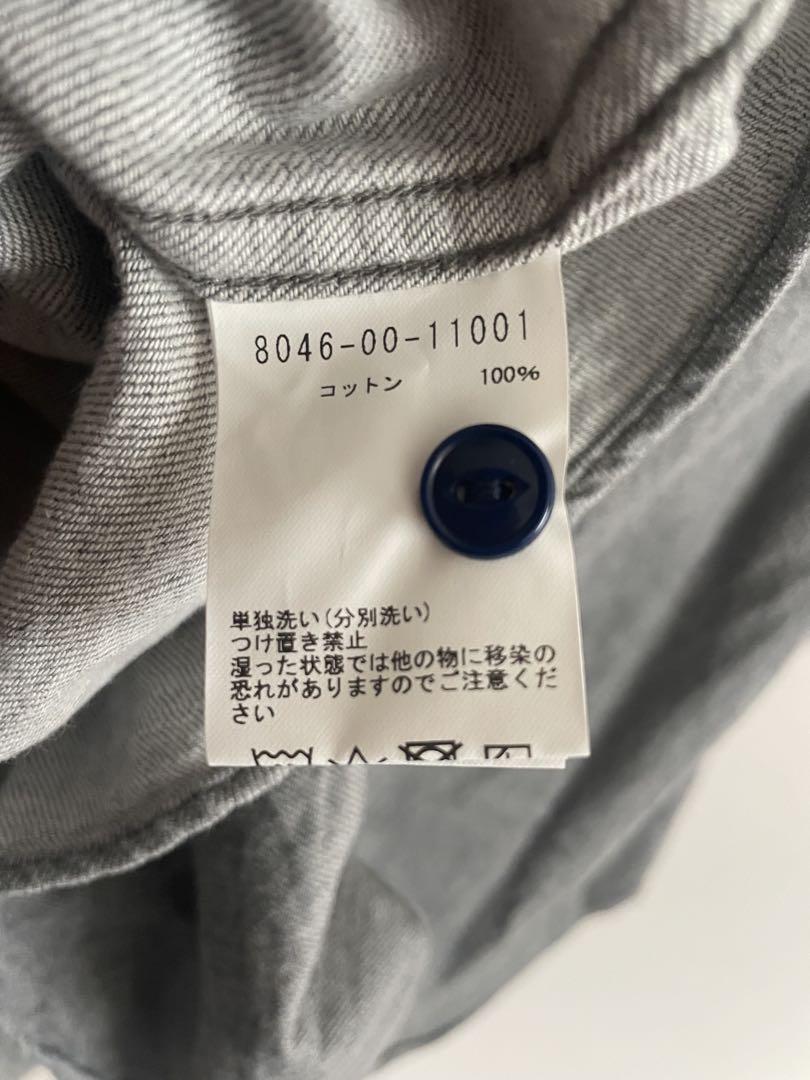 8046-00-11001
コットン 100%
単独洗い(分別洗い)
つけ置き禁止
湿った状態では他の物に移染の
恐れがありますのでご注意くだ
さい